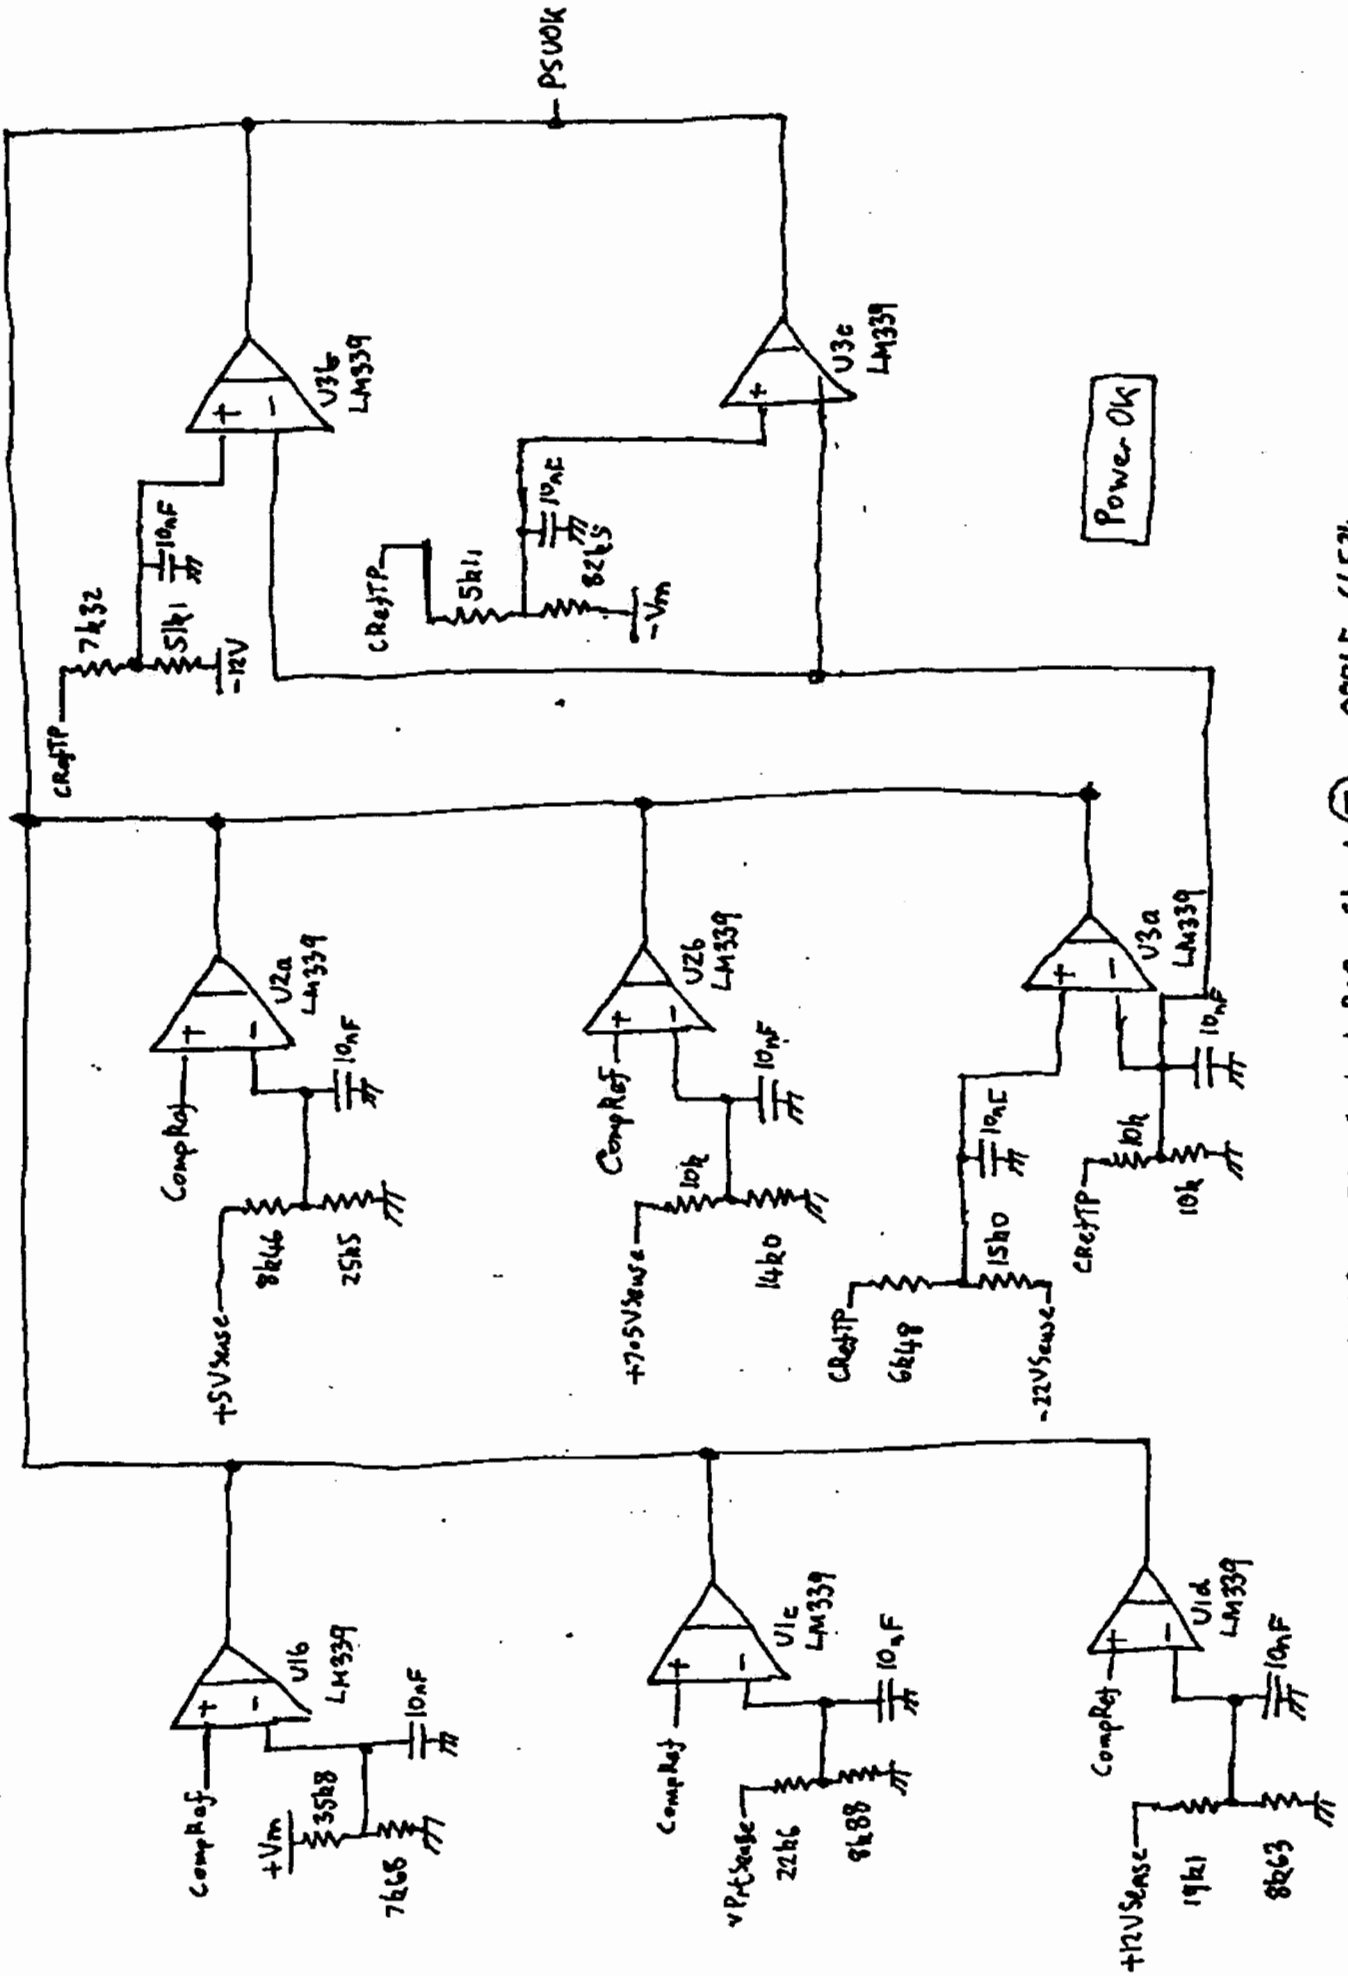 CompRef
+Vm
35k8
7k68
10nF
+
-
U1b
LM339
CompRef
VPrtSense
22k6
8k88
10nF
+
-
U1c
LM339
CompRef
+12VSense
19k1
8k63
10nF
+
-
U1d
LM339
CompRef
+5VSense
8k46
25k5
10nF
+
-
U2a
LM339
CompRef
+7.5VSense
10k
14k0
10nF
+
-
U2b
LM339
CRefTP
6k48
15k0
-22VSense
10nF
CRefTP
10k
10k
10nF
+
-
U3a
LM339
CRefTP
7k32
51k1
-12V
10nF
+
-
U3b
LM339
CRefTP
5k11
82k5
-Vm
10nF
+
U3c
LM339
PSUOK
Power OK